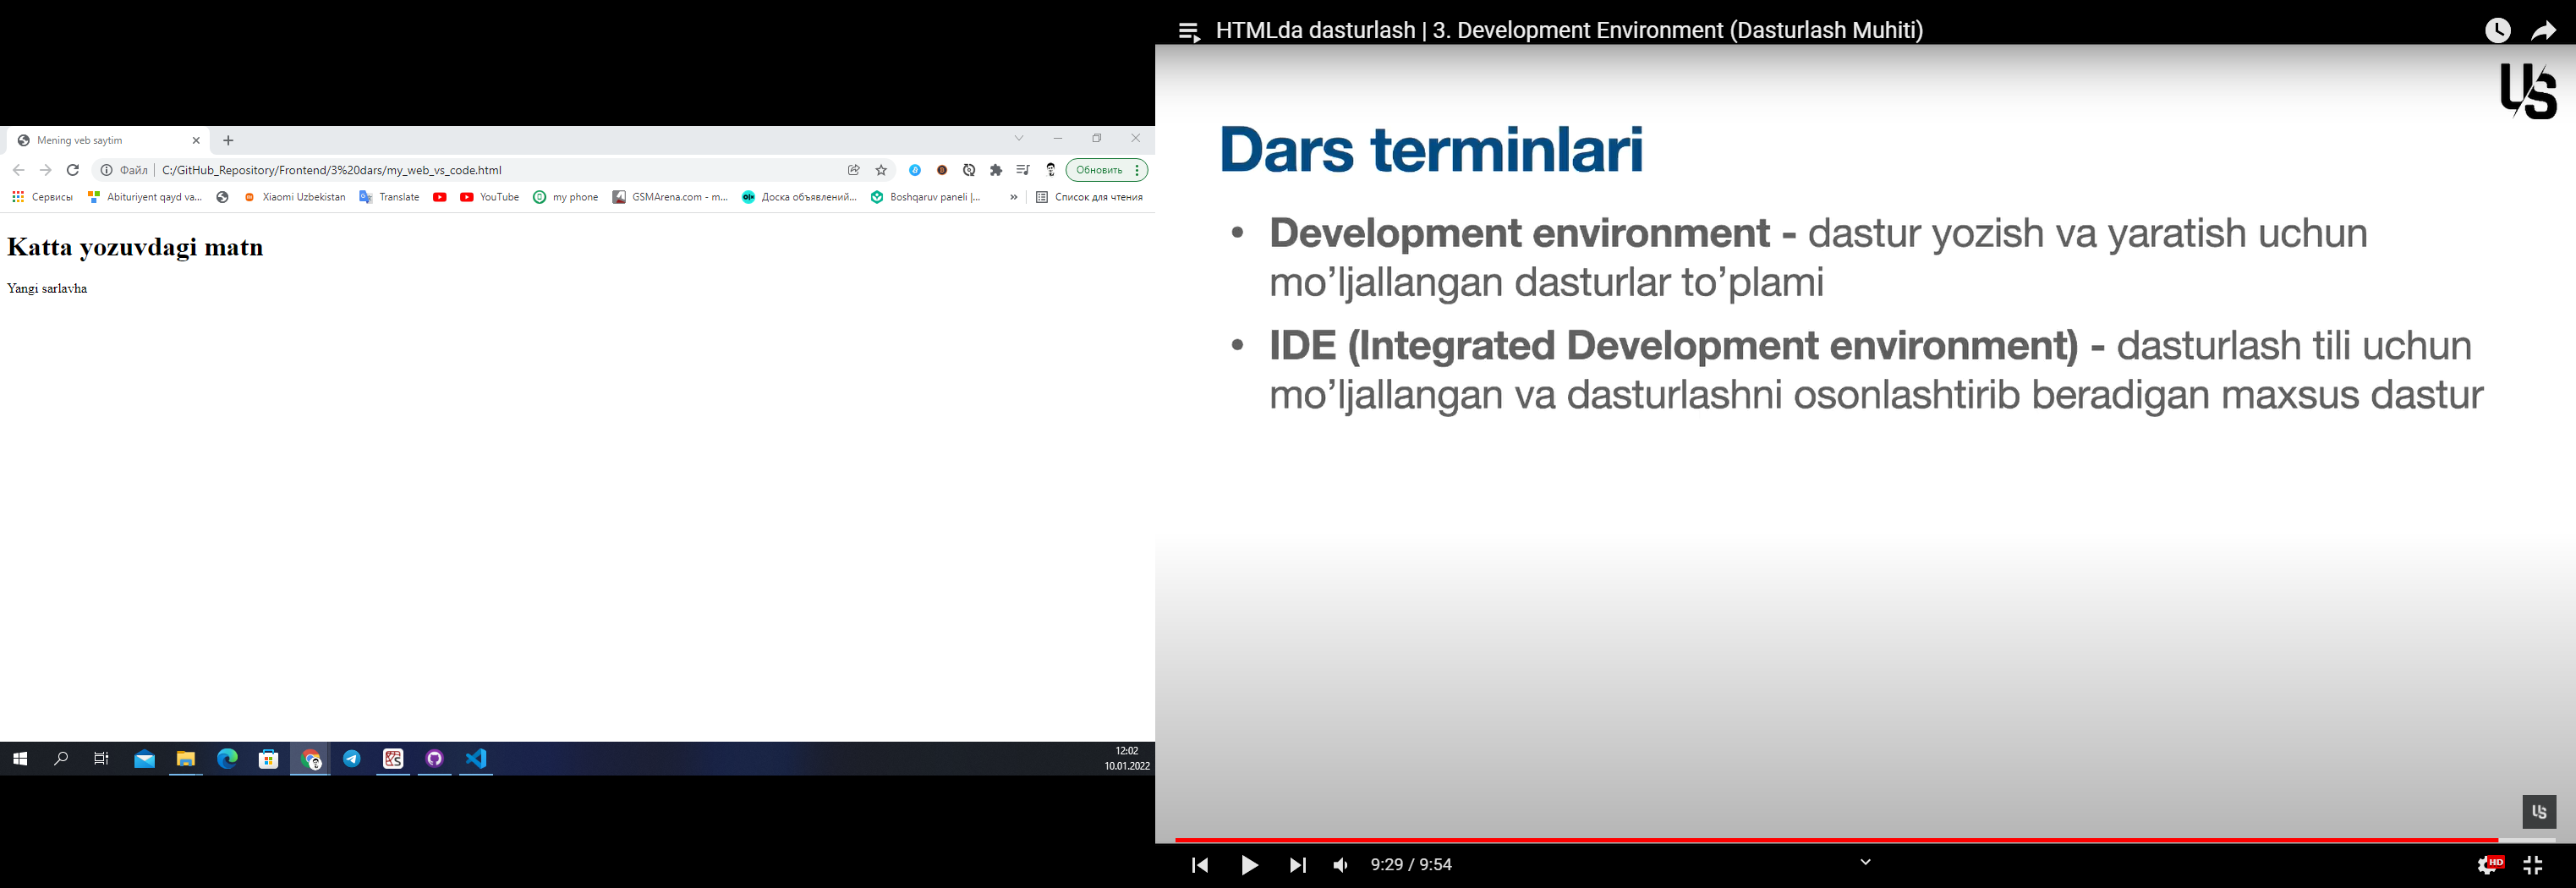 Mening veb saytim
Файл
C:/GitHub_Repository/Frontend/3%20dars/my_web_vs_code.html
Обновить
Сервисы
Abituriyent qayd va...
Xiaomi Uzbekistan
Translate
YouTube
my phone
GSMArena.com - m...
Доска объявлений...
Boshqaruv paneli |...
»
Список для чтения
Katta yozuvdagi matn
Yangi sarlavha
12:02
10.01.2022
HTMLda dasturlash | 3. Development Environment (Dasturlash Muhiti)
US
Dars terminlari
• Development environment - dastur yozish va yaratish uchun
mo’ljallangan dasturlar to’plami
• IDE (Integrated Development environment) - dasturlash tili uchun
mo’ljallangan va dasturlashni osonlashtirib beradigan maxsus dastur
US
9:29 / 9:54
HD